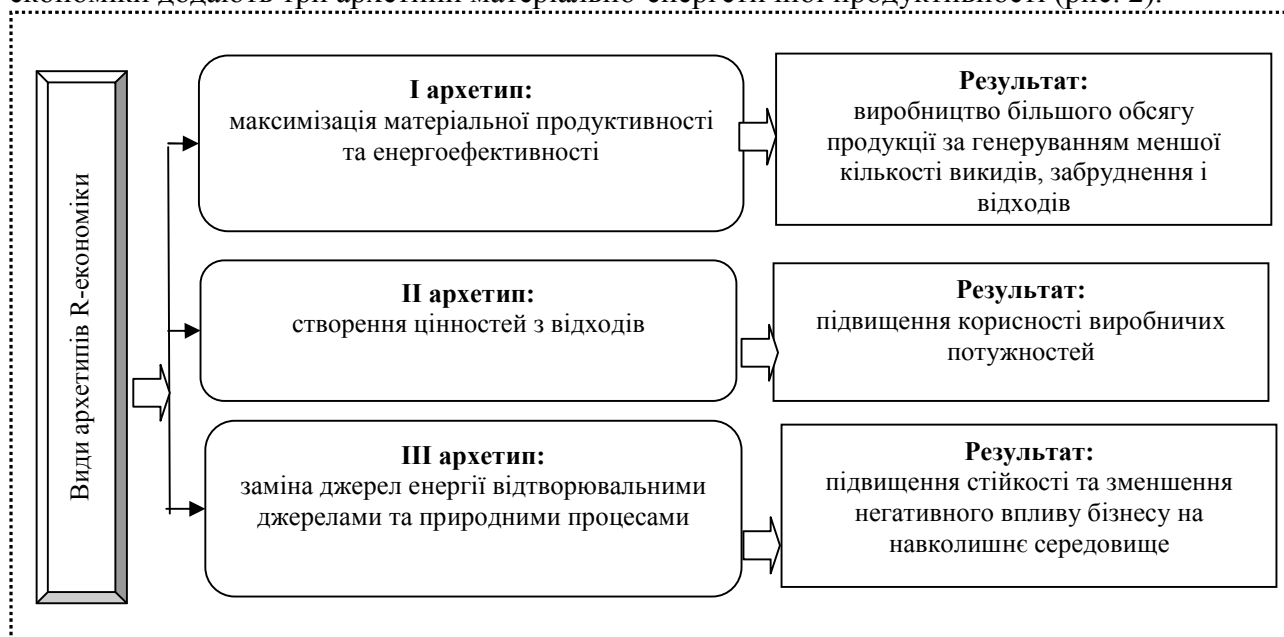 економіки додають три архетипи матеріально-енергетичної продуктивності (рис. 2).
Види архетипів R-економіки
I архетип:
максимізація матеріальної продуктивності
та енергоефективності
Результат:
виробництво більшого обсягу
продукції за генеруванням меншої
кількості викидів, забруднення і
відходів
II архетип:
створення цінностей з відходів
Результат:
підвищення корисності виробничих
потужностей
III архетип:
заміна джерел енергії відтворювальними
джерелами та природними процесами
Результат:
підвищення стійкості та зменшення
негативного впливу бізнесу на
навколишнє середовище